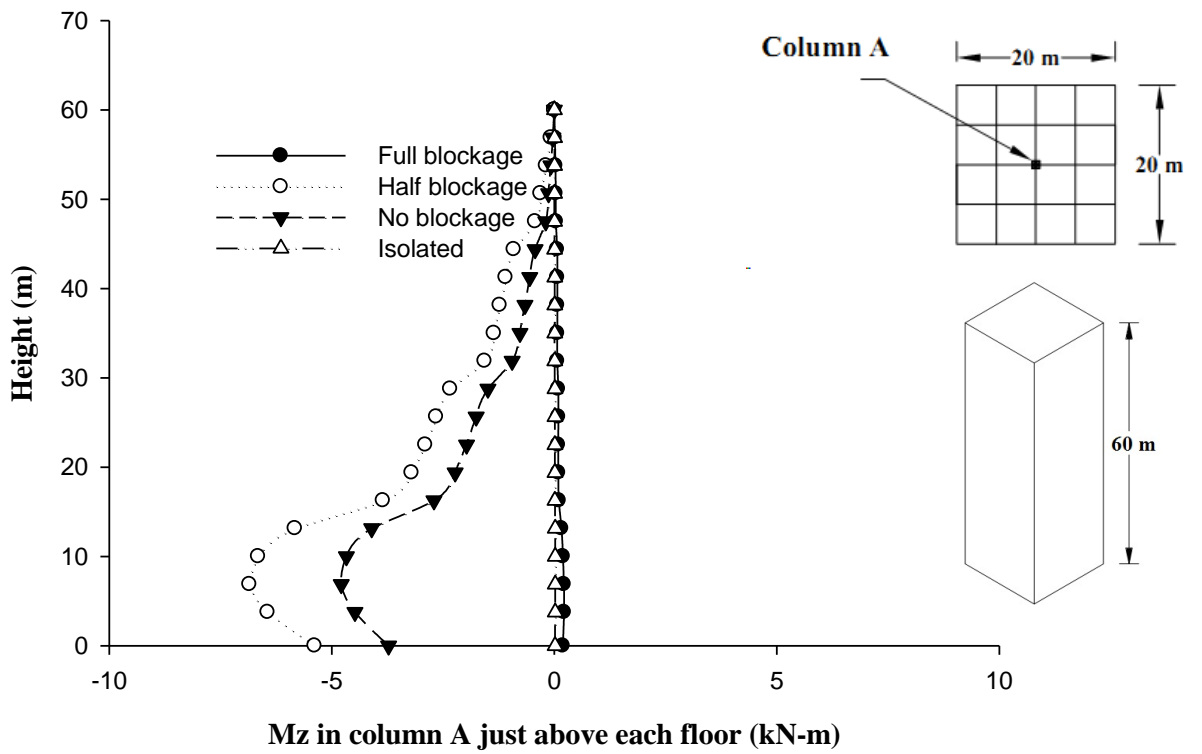 70
60
50
40
30
20
10
0
Height (m)
-10
-5
0
5
10
Mz in column A just above each floor (kN-m)
Full blockage
Half blockage
No blockage
Isolated
Column A
20 m
20 m
60 m